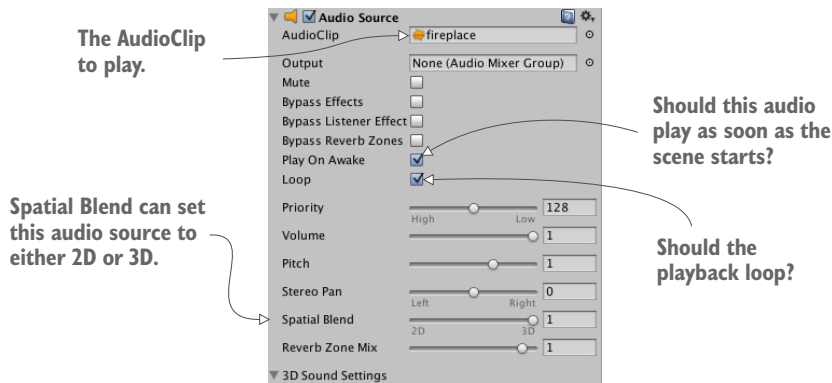 Audio Source
AudioClip
fireplace
The AudioClip
to play.
Output
None (Audio Mixer Group)
Mute
Bypass Effects
Bypass Listener Effect
Bypass Reverb Zones
Play On Awake
Loop
Should this audio
play as soon as the
scene starts?
Spatial Blend can set
this audio source to
either 2D or 3D.
Should the
playback loop?
Priority
128
High
Low
Volume
1
Pitch
1
Stereo Pan
0
Left
Right
Spatial Blend
1
2D
3D
Reverb Zone Mix
1
3D Sound Settings